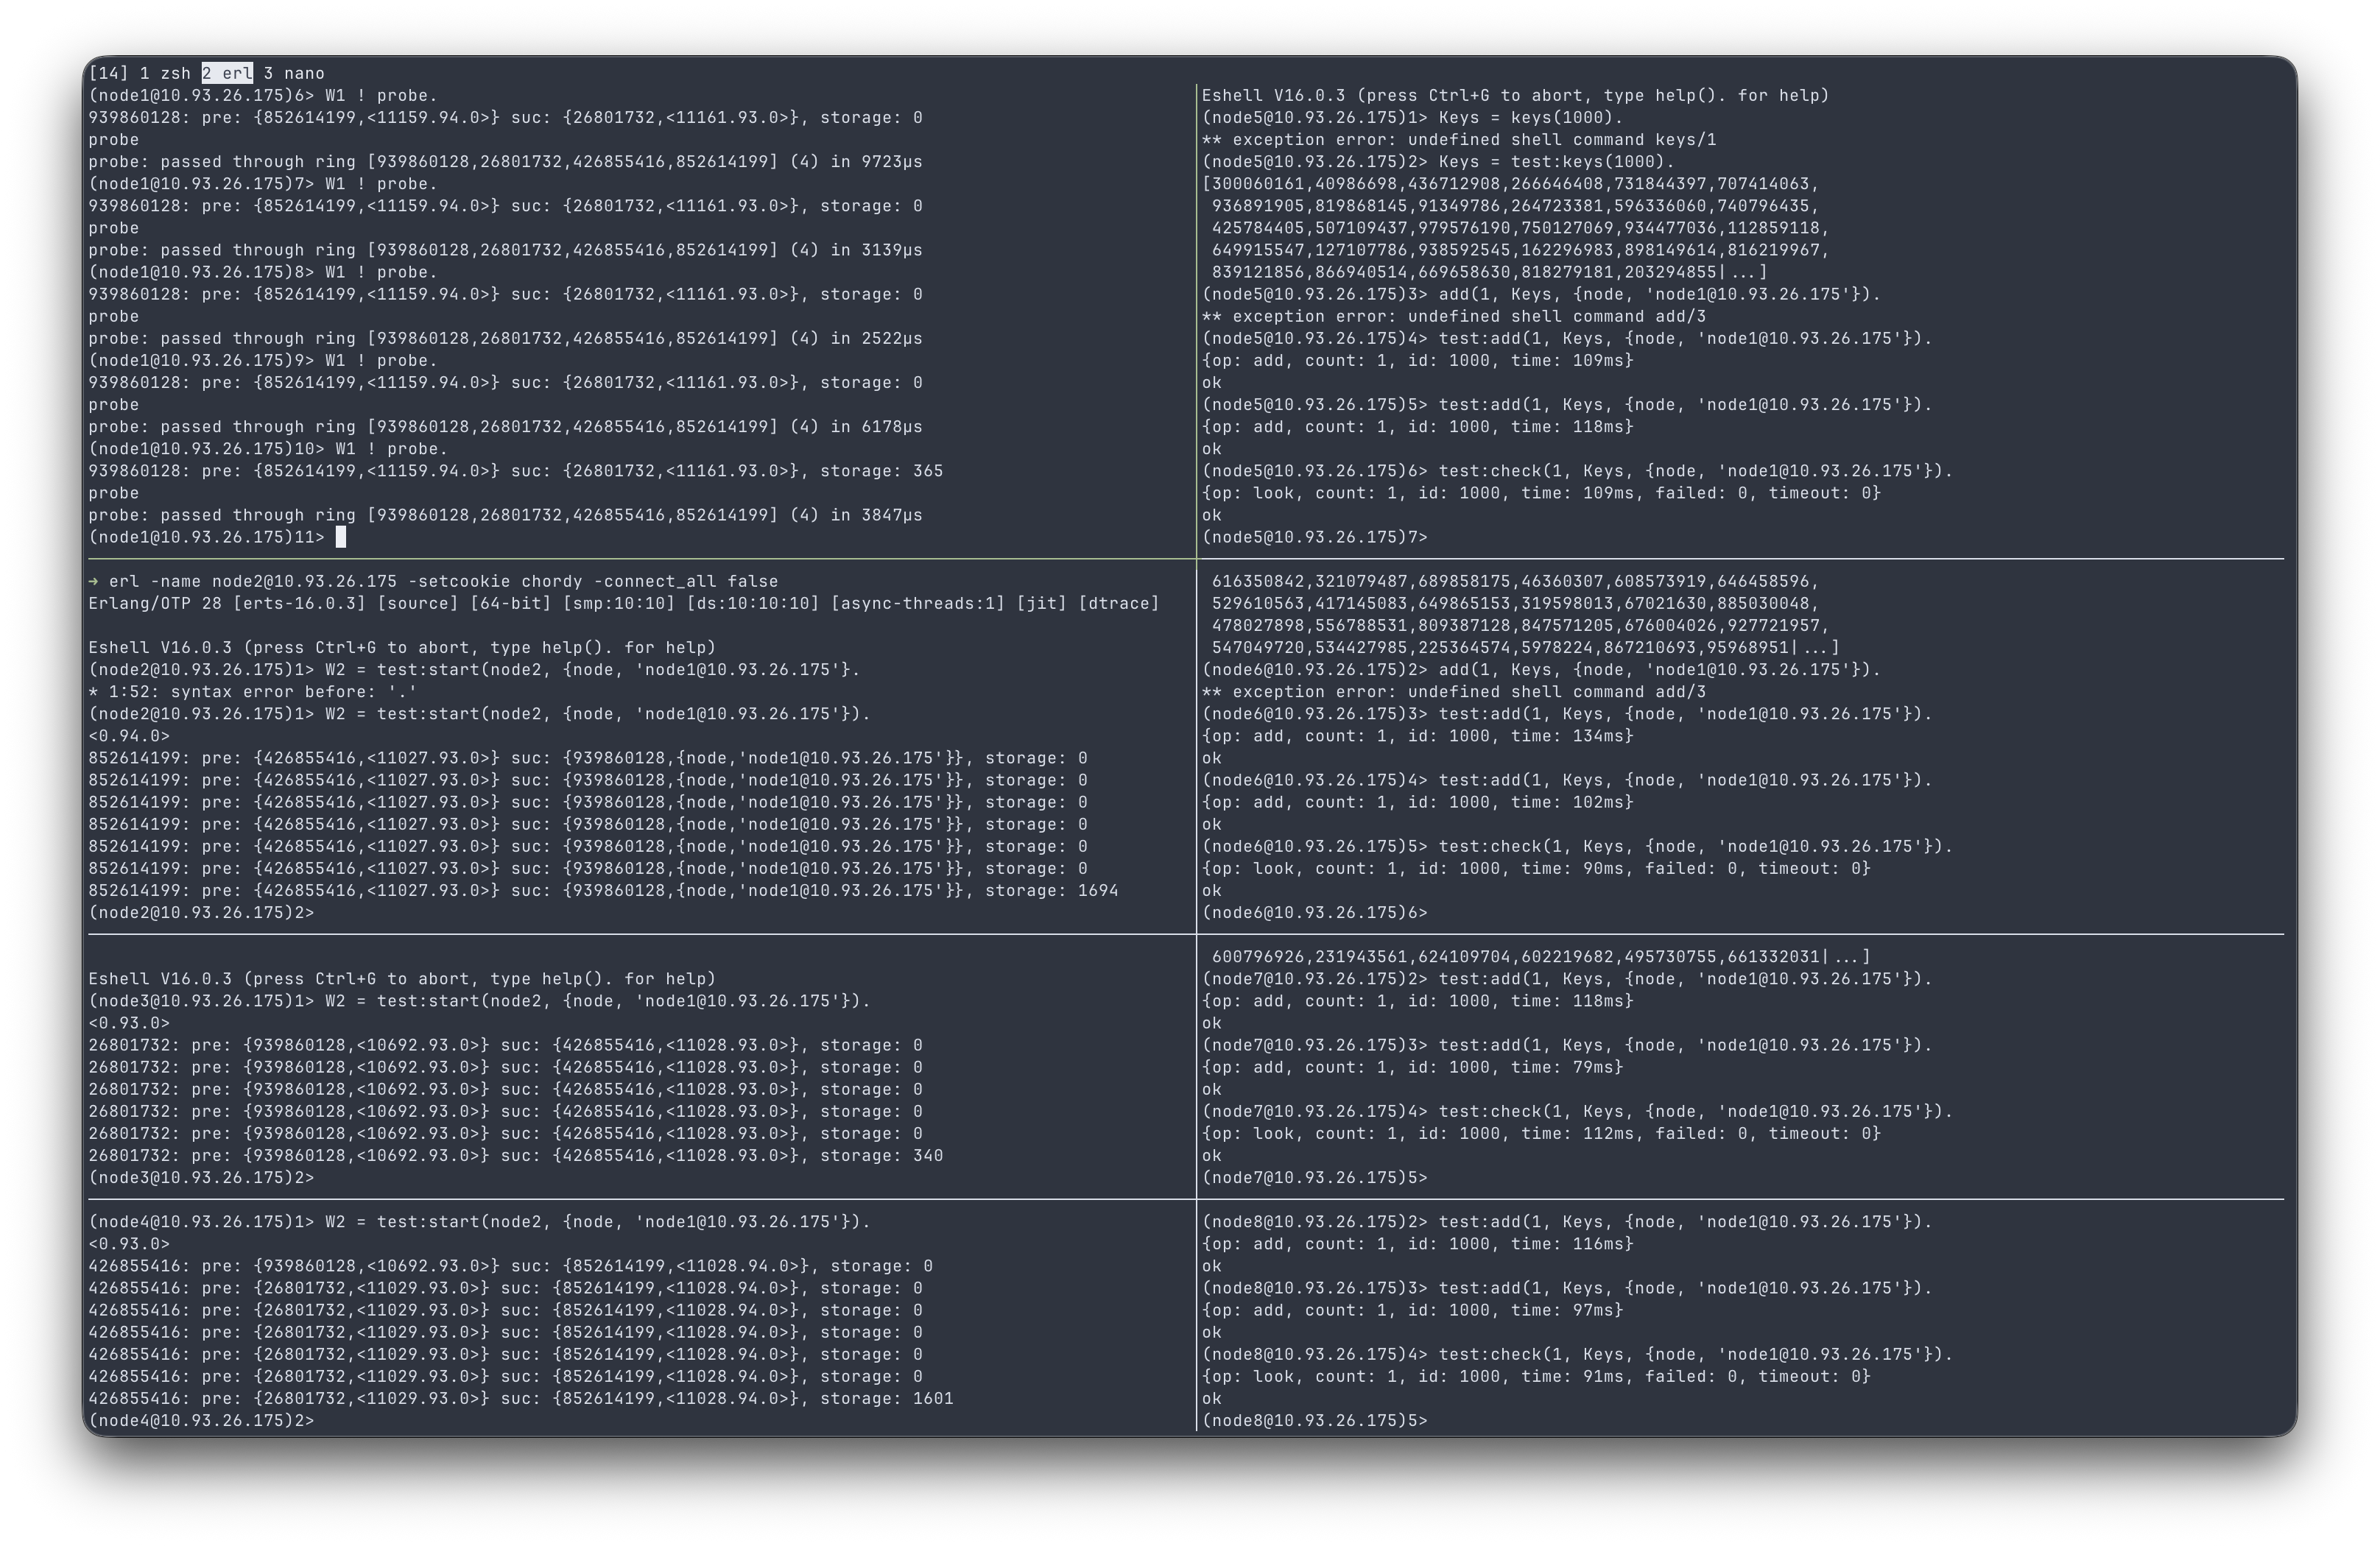 [14] 1 zsh 2 erl 3 nano
(node1@10.93.26.175)6> W1 ! probe.
939860128: pre: {852614199,<11159.94.0>} suc: {26801732,<11161.93.0>}, storage: 0
probe
probe: passed through ring [939860128,26801732,426855416,852614199] (4) in 9723µs
(node1@10.93.26.175)7> W1 ! probe.
939860128: pre: {852614199,<11159.94.0>} suc: {26801732,<11161.93.0>}, storage: 0
probe
probe: passed through ring [939860128,26801732,426855416,852614199] (4) in 3139µs
(node1@10.93.26.175)8> W1 ! probe.
939860128: pre: {852614199,<11159.94.0>} suc: {26801732,<11161.93.0>}, storage: 0
probe
probe: passed through ring [939860128,26801732,426855416,852614199] (4) in 2522µs
(node1@10.93.26.175)9> W1 ! probe.
939860128: pre: {852614199,<11159.94.0>} suc: {26801732,<11161.93.0>}, storage: 0
probe
probe: passed through ring [939860128,26801732,426855416,852614199] (4) in 6178µs
(node1@10.93.26.175)10> W1 ! probe.
939860128: pre: {852614199,<11159.94.0>} suc: {26801732,<11161.93.0>}, storage: 365
probe
probe: passed through ring [939860128,26801732,426855416,852614199] (4) in 3847µs
(node1@10.93.26.175)11>
→ erl -name node2@10.93.26.175 -setcookie chordy -connect_all false
Erlang/OTP 28 [erts-16.0.3] [source] [64-bit] [smp:10:10] [ds:10:10:10] [async-threads:1] [jit] [dtrace]
Eshell V16.0.3 (press Ctrl+G to abort, type help(). for help)
(node2@10.93.26.175)1> W2 = test:start(node2, {node, 'node1@10.93.26.175'}.
* 1:52: syntax error before: '.'
(node2@10.93.26.175)1> W2 = test:start(node2, {node, 'node1@10.93.26.175'}).
<0.94.0>
852614199: pre: {426855416,<11027.93.0>} suc: {939860128,{node,'node1@10.93.26.175'}}, storage: 0
852614199: pre: {426855416,<11027.93.0>} suc: {939860128,{node,'node1@10.93.26.175'}}, storage: 0
852614199: pre: {426855416,<11027.93.0>} suc: {939860128,{node,'node1@10.93.26.175'}}, storage: 0
852614199: pre: {426855416,<11027.93.0>} suc: {939860128,{node,'node1@10.93.26.175'}}, storage: 0
852614199: pre: {426855416,<11027.93.0>} suc: {939860128,{node,'node1@10.93.26.175'}}, storage: 0
852614199: pre: {426855416,<11027.93.0>} suc: {939860128,{node,'node1@10.93.26.175'}}, storage: 0
852614199: pre: {426855416,<11027.93.0>} suc: {939860128,{node,'node1@10.93.26.175'}}, storage: 1694
(node2@10.93.26.175)2>
Eshell V16.0.3 (press Ctrl+G to abort, type help(). for help)
(node3@10.93.26.175)1> W2 = test:start(node2, {node, 'node1@10.93.26.175'}).
<0.93.0>
26801732: pre: {939860128,<10692.93.0>} suc: {426855416,<11028.93.0>}, storage: 0
26801732: pre: {939860128,<10692.93.0>} suc: {426855416,<11028.93.0>}, storage: 0
26801732: pre: {939860128,<10692.93.0>} suc: {426855416,<11028.93.0>}, storage: 0
26801732: pre: {939860128,<10692.93.0>} suc: {426855416,<11028.93.0>}, storage: 0
26801732: pre: {939860128,<10692.93.0>} suc: {426855416,<11028.93.0>}, storage: 0
26801732: pre: {939860128,<10692.93.0>} suc: {426855416,<11028.93.0>}, storage: 340
(node3@10.93.26.175)2>
(node4@10.93.26.175)1> W2 = test:start(node2, {node, 'node1@10.93.26.175'}).
<0.93.0>
426855416: pre: {939860128,<10692.93.0>} suc: {852614199,<11028.94.0>}, storage: 0
426855416: pre: {26801732,<11029.93.0>} suc: {852614199,<11028.94.0>}, storage: 0
426855416: pre: {26801732,<11029.93.0>} suc: {852614199,<11028.94.0>}, storage: 0
426855416: pre: {26801732,<11029.93.0>} suc: {852614199,<11028.94.0>}, storage: 0
426855416: pre: {26801732,<11029.93.0>} suc: {852614199,<11028.94.0>}, storage: 0
426855416: pre: {26801732,<11029.93.0>} suc: {852614199,<11028.94.0>}, storage: 0
426855416: pre: {26801732,<11029.93.0>} suc: {852614199,<11028.94.0>}, storage: 1601
(node4@10.93.26.175)2>
Eshell V16.0.3 (press Ctrl+G to abort, type help(). for help)
(node5@10.93.26.175)1> Keys = keys(1000).
** exception error: undefined shell command keys/1
(node5@10.93.26.175)2> Keys = test:keys(1000).
[300060161,40986698,436712908,266646408,731844397,707414063,
936891905,819868145,91349786,264723381,596336060,740796435,
425784405,507109437,979576190,750127069,934477036,112859118,
649915547,127107786,938592545,162296983,898149614,816219967,
839121856,866940514,669658630,818279181,203294855|...]
(node5@10.93.26.175)3> add(1, Keys, {node, 'node1@10.93.26.175'}).
** exception error: undefined shell command add/3
(node5@10.93.26.175)4> test:add(1, Keys, {node, 'node1@10.93.26.175'}).
{op: add, count: 1, id: 1000, time: 109ms}
ok
(node5@10.93.26.175)5> test:add(1, Keys, {node, 'node1@10.93.26.175'}).
{op: add, count: 1, id: 1000, time: 118ms}
ok
(node5@10.93.26.175)6> test:check(1, Keys, {node, 'node1@10.93.26.175'}).
{op: look, count: 1, id: 1000, time: 109ms, failed: 0, timeout: 0}
ok
(node5@10.93.26.175)7>
616350842,321079487,689858175,46360307,608573919,646458596,
529610563,417145083,649865153,319598013,67021630,885030048,
478027898,556788531,809387128,847571205,676004026,927721957,
547049720,534427985,225364574,5978224,867210693,95968951|...]
(node6@10.93.26.175)2> add(1, Keys, {node, 'node1@10.93.26.175'}).
** exception error: undefined shell command add/3
(node6@10.93.26.175)3> test:add(1, Keys, {node, 'node1@10.93.26.175'}).
{op: add, count: 1, id: 1000, time: 134ms}
ok
(node6@10.93.26.175)4> test:add(1, Keys, {node, 'node1@10.93.26.175'}).
{op: add, count: 1, id: 1000, time: 102ms}
ok
(node6@10.93.26.175)5> test:check(1, Keys, {node, 'node1@10.93.26.175'}).
{op: look, count: 1, id: 1000, time: 90ms, failed: 0, timeout: 0}
ok
(node6@10.93.26.175)6>
600796926,231943561,624109704,602219682,495730755,661332031|...]
(node7@10.93.26.175)2> test:add(1, Keys, {node, 'node1@10.93.26.175'}).
{op: add, count: 1, id: 1000, time: 118ms}
ok
(node7@10.93.26.175)3> test:add(1, Keys, {node, 'node1@10.93.26.175'}).
{op: add, count: 1, id: 1000, time: 79ms}
ok
(node7@10.93.26.175)4> test:check(1, Keys, {node, 'node1@10.93.26.175'}).
{op: look, count: 1, id: 1000, time: 112ms, failed: 0, timeout: 0}
ok
(node7@10.93.26.175)5>
(node8@10.93.26.175)2> test:add(1, Keys, {node, 'node1@10.93.26.175'}).
{op: add, count: 1, id: 1000, time: 116ms}
ok
(node8@10.93.26.175)3> test:add(1, Keys, {node, 'node1@10.93.26.175'}).
{op: add, count: 1, id: 1000, time: 97ms}
ok
(node8@10.93.26.175)4> test:check(1, Keys, {node, 'node1@10.93.26.175'}).
{op: look, count: 1, id: 1000, time: 91ms, failed: 0, timeout: 0}
ok
(node8@10.93.26.175)5>